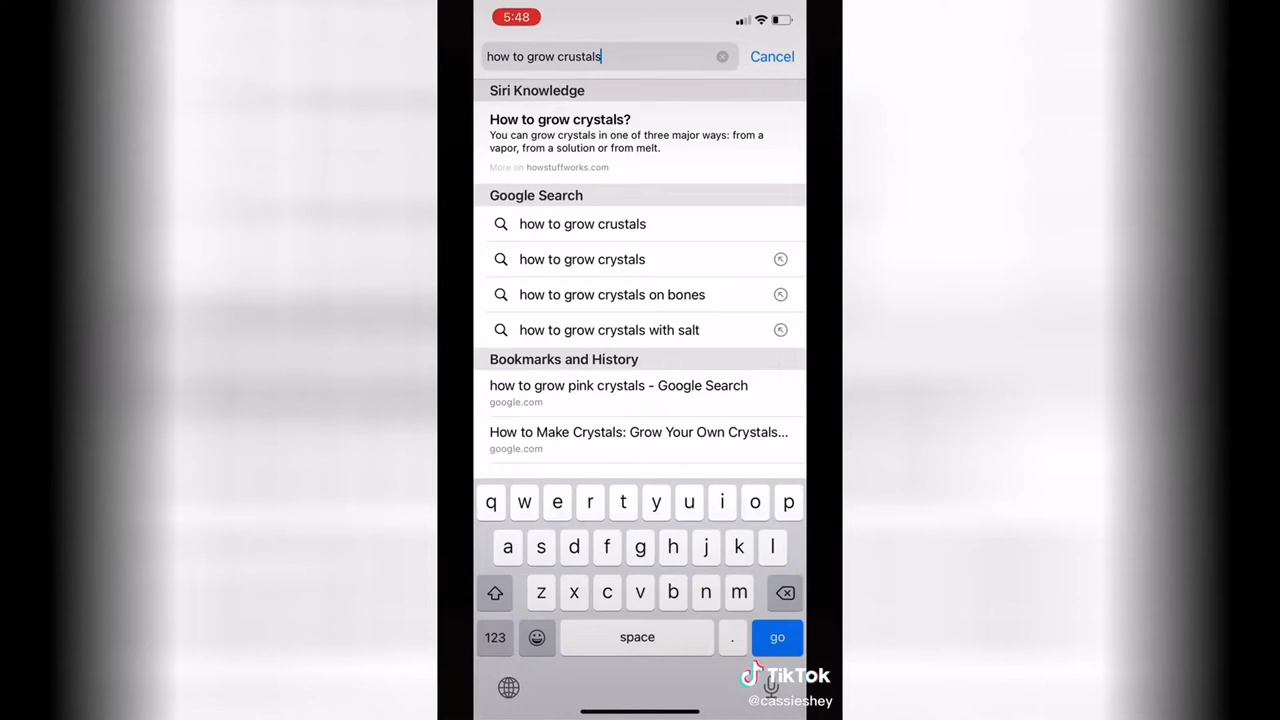 5:48
how to grow crustals
Cancel
Siri Knowledge
How to grow crystals?
You can grow crystals in one of three major ways: from a
vapor, from a solution or from melt.
More on howstuffworks.com
Google Search
how to grow crustals
how to grow crystals
how to grow crystals on bones
how to grow crystals with salt
Bookmarks and History
how to grow pink crystals - Google Search
google.com
How to Make Crystals: Grow Your Own Crystals...
google.com
q w e r t y u i o p
a s d f g h j k l
z x c v b n m
123 space . go
TikTok
@cassieshey